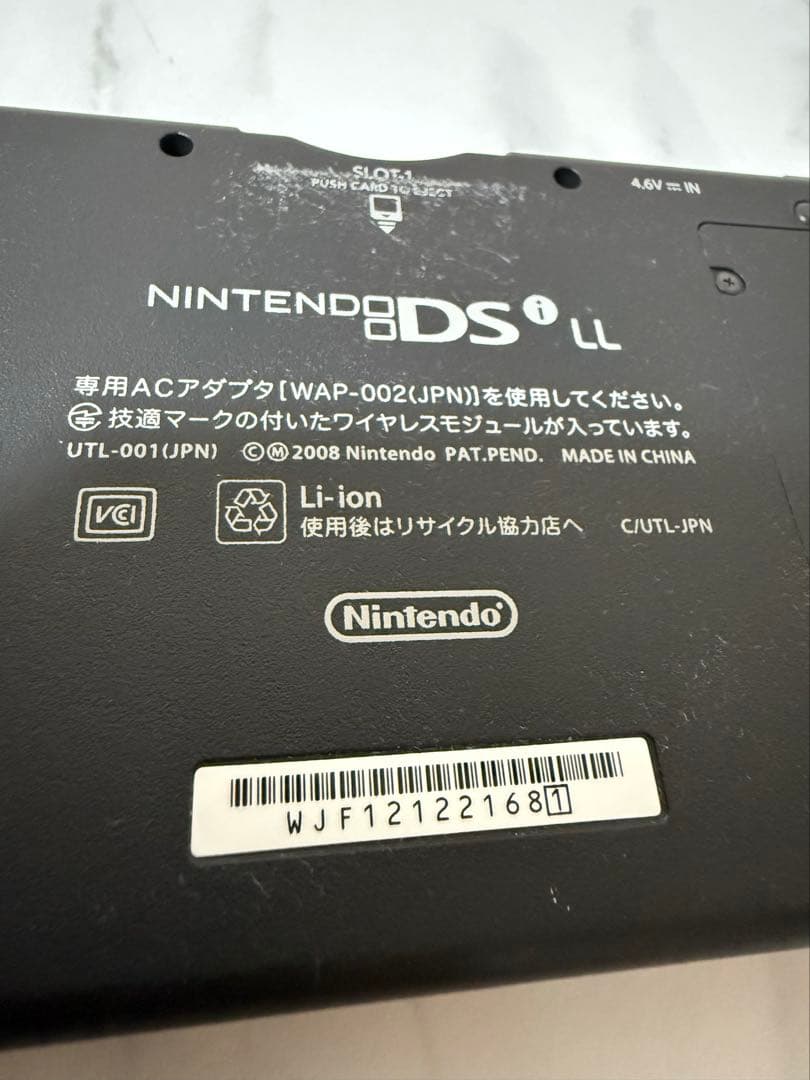 SLOT-1
PUSH CARD TO EJECT
4.6V⎓IN
NINTENDO DSi LL
専用ACアダプタ[WAP-002(JPN)]を使用してください。
技適マークの付いたワイヤレスモジュールが入っています。
UTL-001(JPN) ©Ⓜ2008 Nintendo PAT.PEND. MADE IN CHINA
VCI
Li-ion
使用後はリサイクル協力店へ C/UTL-JPN
Nintendo®
WJF121221681